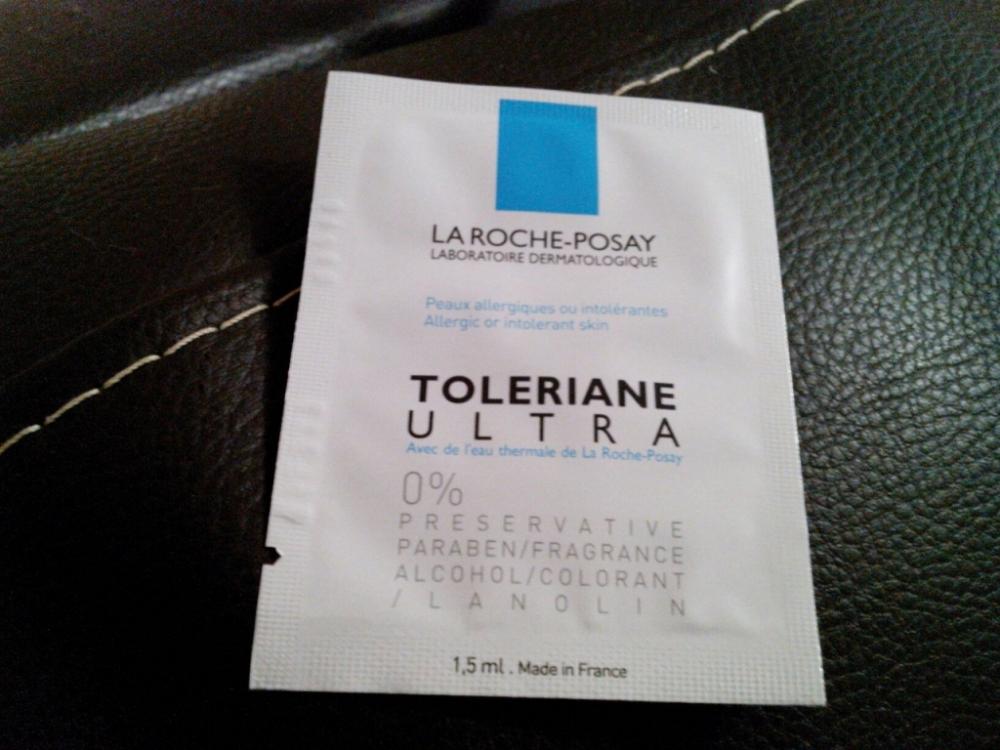 LA ROCHE-POSAY
LABORATOIRE DERMATOLOGIQUE
Peaux allergiques ou intolérantes
Allergic or intolerant skin
TOLERIANE
ULTRA
Avec de l'eau thermale de La Roche-Posay
0%
PRESERVATIVE
PARABEN/FRAGRANCE
ALCOHOL/COLORANT
/LANOLIN
1,5 ml . Made in France